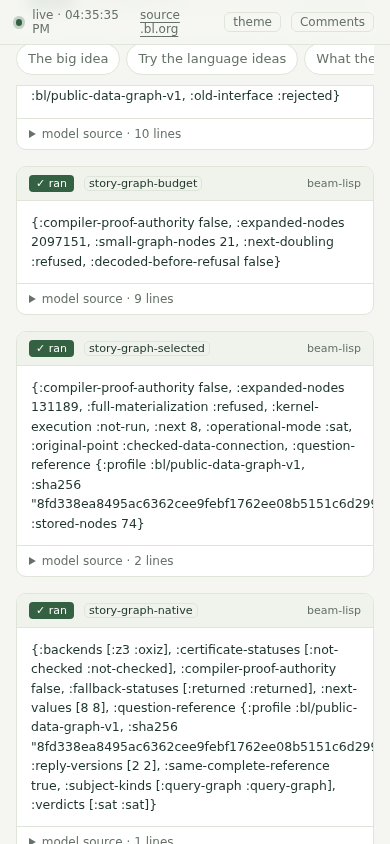 live · 04:35:35 PM
source .bl.org
theme
Comments
The big idea
Try the language ideas
What the
:bl/public-data-graph-v1, :old-interface :rejected}
▶ model source · 10 lines
✓ ran
story-graph-budget
beam-lisp
{:compiler-proof-authority false, :expanded-nodes
2097151, :small-graph-nodes 21, :next-doubling
:refused, :decoded-before-refusal false}
▶ model source · 9 lines
✓ ran
story-graph-selected
beam-lisp
{:compiler-proof-authority false, :expanded-nodes
131189, :full-materialization :refused, :kernel-
execution :not-run, :next 8, :operational-mode :sat,
:original-point :checked-data-connection, :question-
reference {:profile :bl/public-data-graph-v1,
:sha256
"8fd338ea8495ac6362cee9febf1762ee08b5151c6d299
:stored-nodes 74}
▶ model source · 2 lines
✓ ran
story-graph-native
beam-lisp
{:backends [:z3 :oxiz], :certificate-statuses [:not-
checked :not-checked], :compiler-proof-authority
false, :fallback-statuses [:returned :returned], :next-
values [8 8], :question-reference {:profile :bl/public-
data-graph-v1, :sha256
"8fd338ea8495ac6362cee9febf1762ee08b5151c6d299
:reply-versions [2 2], :same-complete-reference
true, :subject-kinds [:query-graph :query-graph],
:verdicts [:sat :sat]}
▶ model source · 1 lines